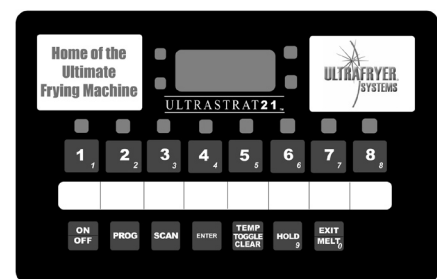 Home of the
Ultimate
Frying Machine
ULTRAFRYER
SYSTEMS
ULTRASTRAT21™
1 1 2 2 3 3 4 4 5 5 6 6 7 7 8 8
ON
OFF
PROG
SCAN
ENTER
TEMP
TOGGLE
CLEAR
HOLD 9
EXIT
MELT 0